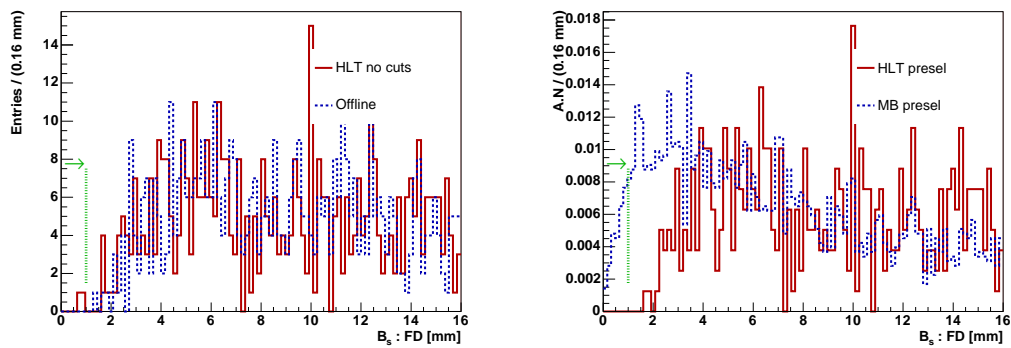 Entries / (0.16 mm)
14
12
10
8
6
4
2
0
HLT no cuts
Offline
0 2 4 6 8 10 12 14 16
B_s : FD [mm]
A.N / (0.16 mm)
0.018
0.016
0.014
0.012
0.01
0.008
0.006
0.004
0.002
0.000
HLT presel
MB presel
0 2 4 6 8 10 12 14 16
B_s : FD [mm]